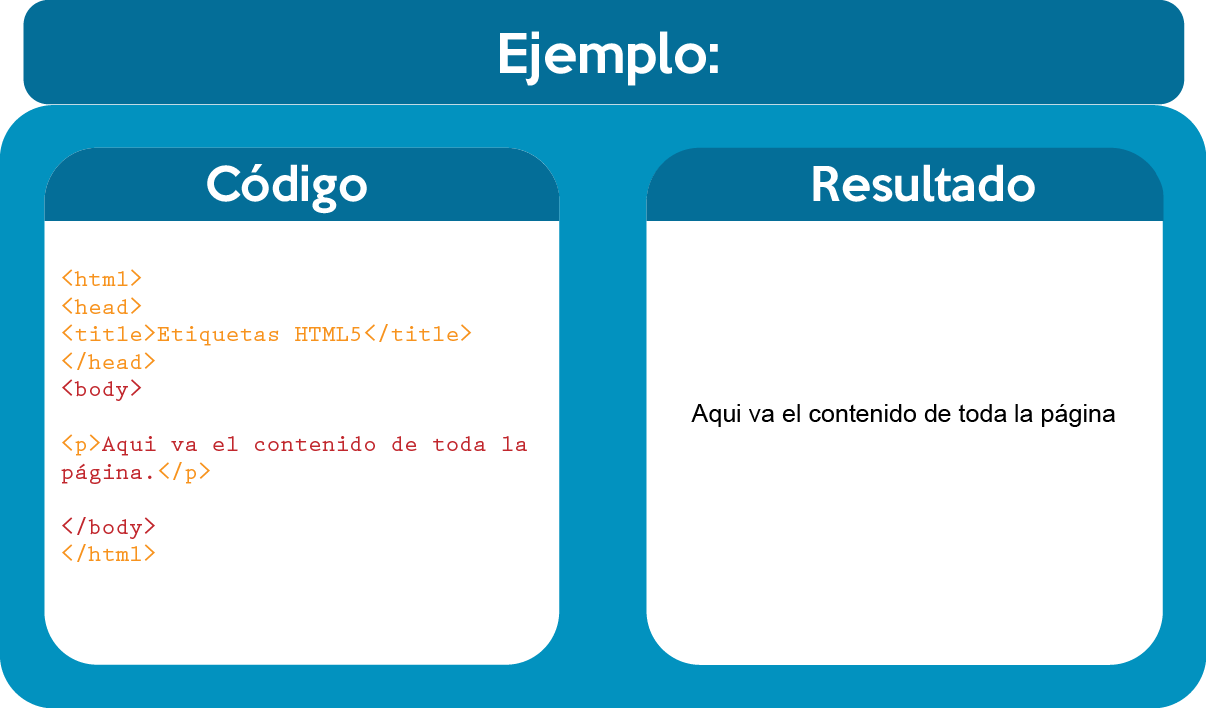 Ejemplo:
Código
<html>
<head>
<title>Etiquetas HTML5</title>
</head>
<body>
<p>Aqui va el contenido de toda la
página.</p>
</body>
</html>
Resultado
Aqui va el contenido de toda la página